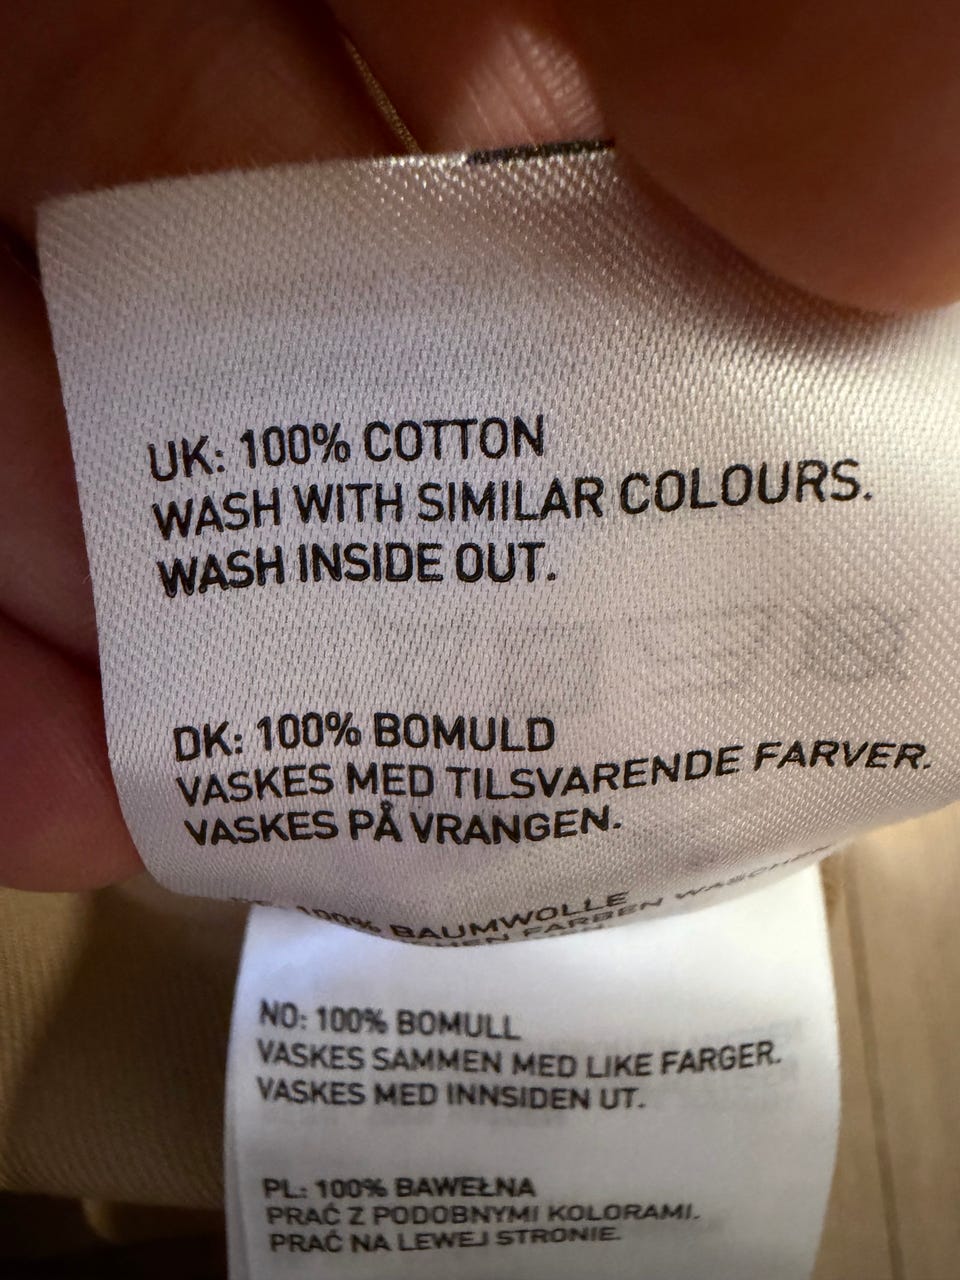 UK: 100% COTTON
WASH WITH SIMILAR COLOURS.
WASH INSIDE OUT.
DK: 100% BOMULD
VASKES MED TILSVARENDE FARVER.
VASKES PÅ VRANGEN.
100% BAUMWOLLE
FARBEN WASCHEN
NO: 100% BOMULL
VASKES SAMMEN MED LIKE FARGER.
VASKES MED INNSIDEN UT.
PL: 100% BAWEŁNA
PRAĆ Z PODOBNYMI KOLORAMI.
PRAĆ NA LEWEJ STRONIE.